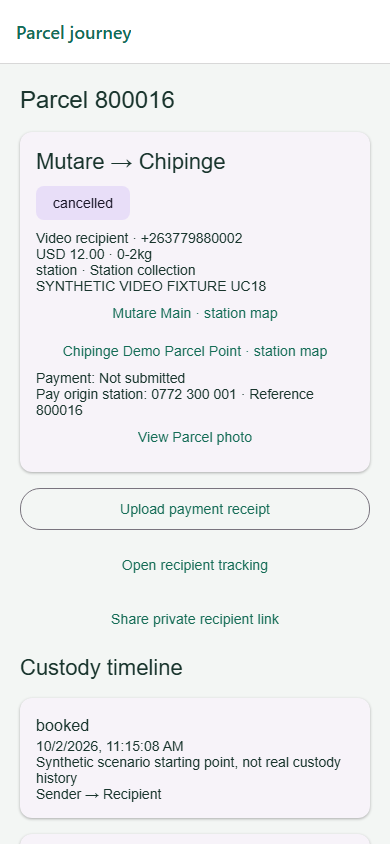 Parcel journey
Parcel 800016
Mutare → Chipinge
cancelled
Video recipient · +263779880002
USD 12.00 · 0-2kg
station · Station collection
SYNTHETIC VIDEO FIXTURE UC18
Mutare Main · station map
Chipinge Demo Parcel Point · station map
Payment: Not submitted
Pay origin station: 0772 300 001 · Reference
800016
View Parcel photo
Upload payment receipt
Open recipient tracking
Share private recipient link
Custody timeline
booked
10/2/2026, 11:15:08 AM
Synthetic scenario starting point, not real custody
history
Sender → Recipient